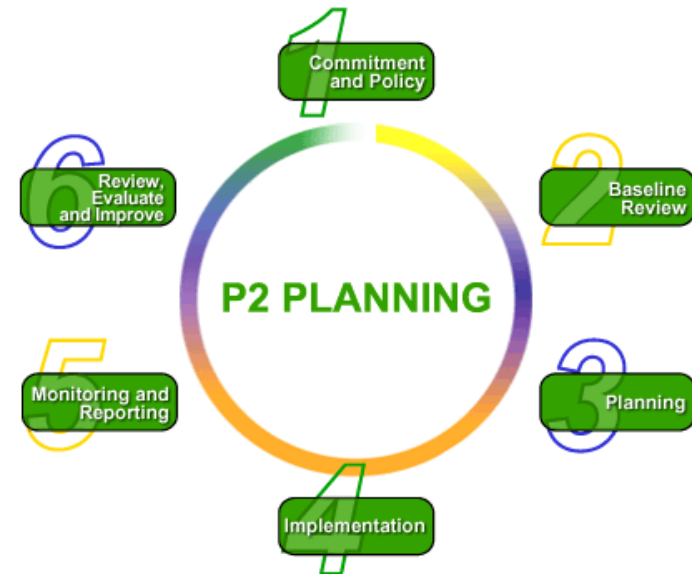 1
Commitment
and Policy
2
Baseline
Review
3
Planning
4
Implementation
5
Monitoring and
Reporting
6
Review,
Evaluate
and Improve
P2 PLANNING